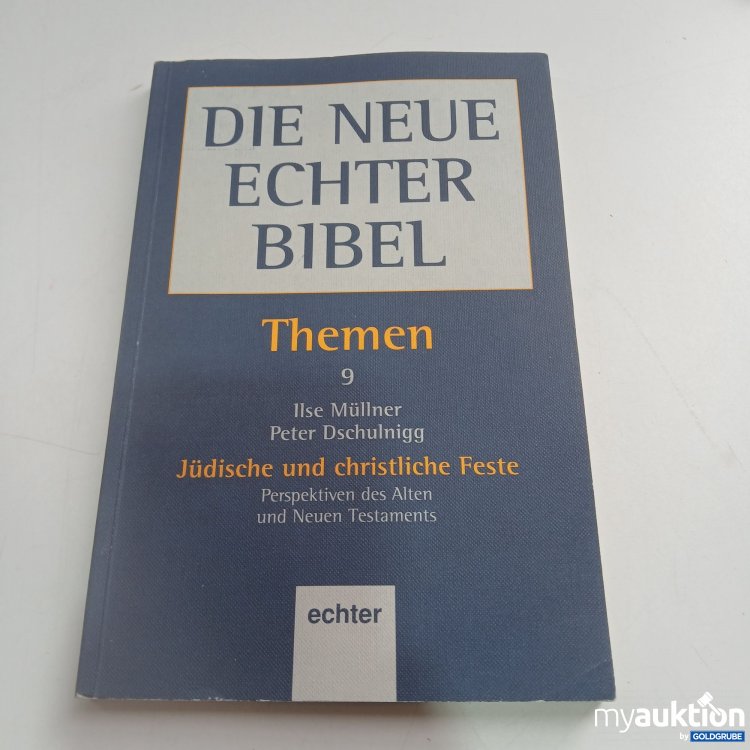 DIE NEUE
ECHTER
BIBEL
Themen
9
Ilse Müllner
Peter Dschulnigg
Jüdische und christliche Feste
Perspektiven des Alten
und Neuen Testaments
echter
myauktion
by GOLDGRUBE